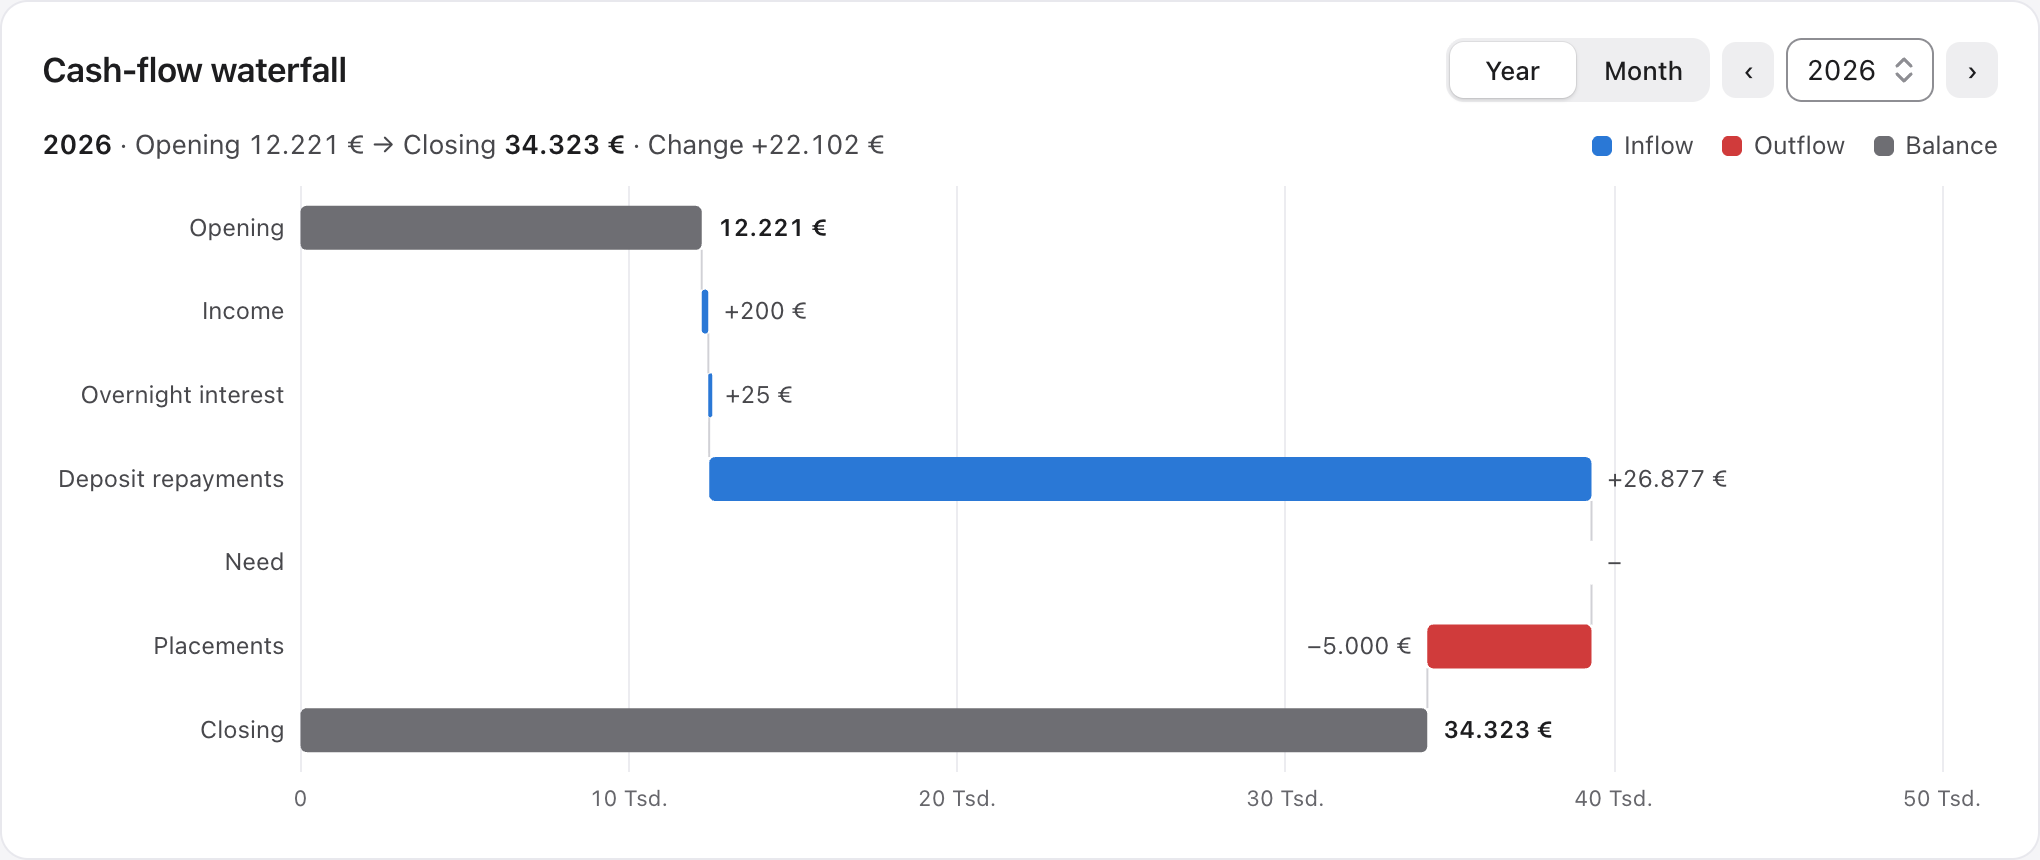 Cash-flow waterfall
Year Month ‹ 2026 ›
2026 · Opening 12.221 € → Closing 34.323 € · Change +22.102 €
Inflow Outflow Balance
Opening 12.221 €
Income +200 €
Overnight interest +25 €
Deposit repayments +26.877 €
Need –
Placements −5.000 €
Closing 34.323 €
0 10 Tsd. 20 Tsd. 30 Tsd. 40 Tsd. 50 Tsd.